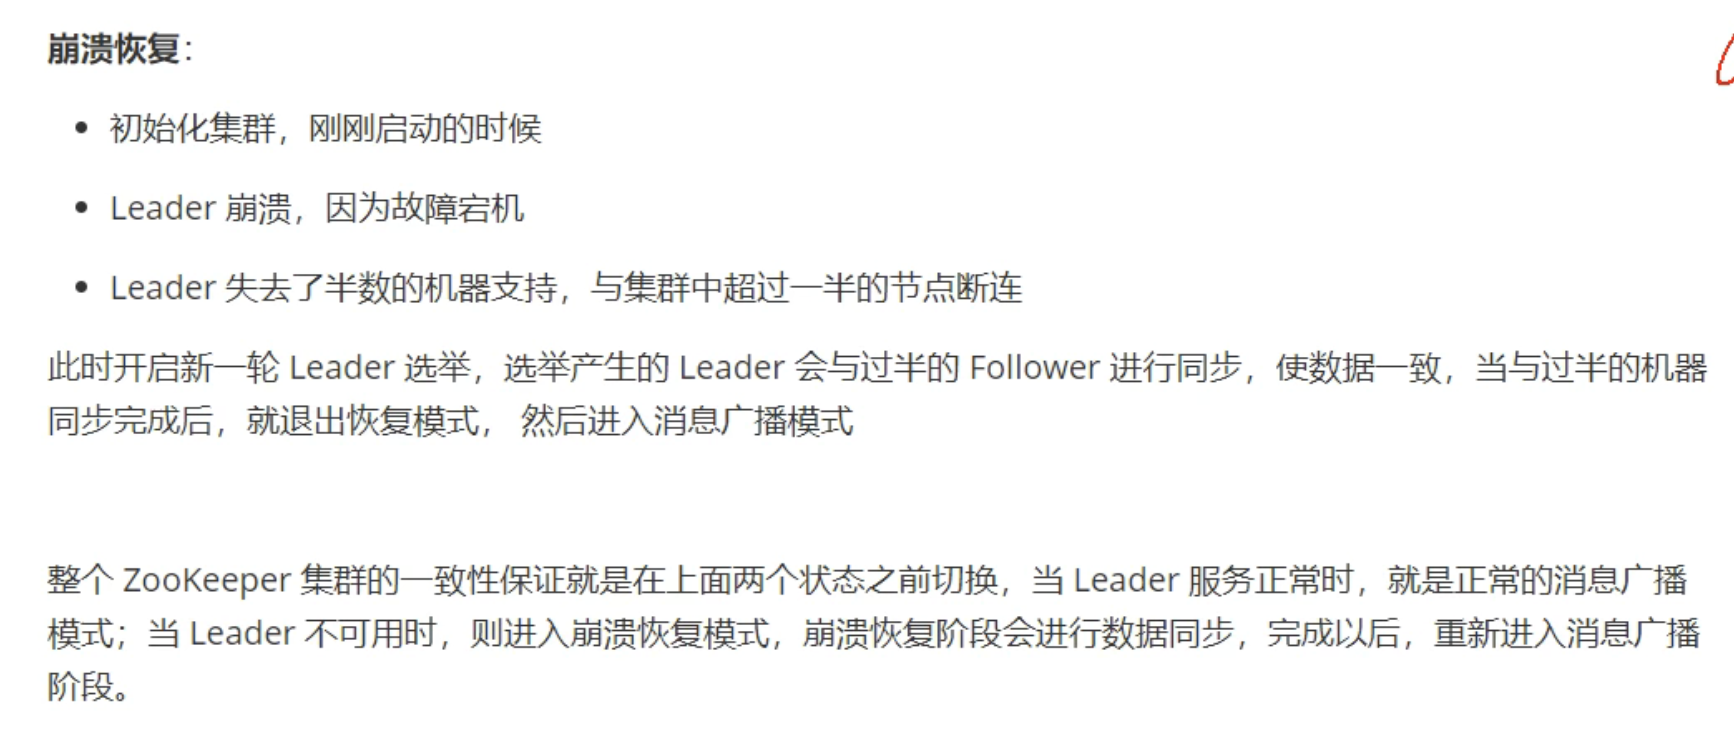 崩溃恢复：
初始化集群，刚刚启动的时候
Leader 崩溃，因为故障宕机
Leader 失去了半数的机器支持，与集群中超过一半的节点断连
此时开启新一轮 Leader 选举，选举产生的 Leader 会与过半的 Follower 进行同步，使数据一致，当与过半的机器
同步完成后，就退出恢复模式， 然后进入消息广播模式
整个 ZooKeeper 集群的一致性保证就是在上面两个状态之前切换，当 Leader 服务正常时，就是正常的消息广播
模式；当 Leader 不可用时，则进入崩溃恢复模式，崩溃恢复阶段会进行数据同步，完成以后，重新进入消息广播
阶段。